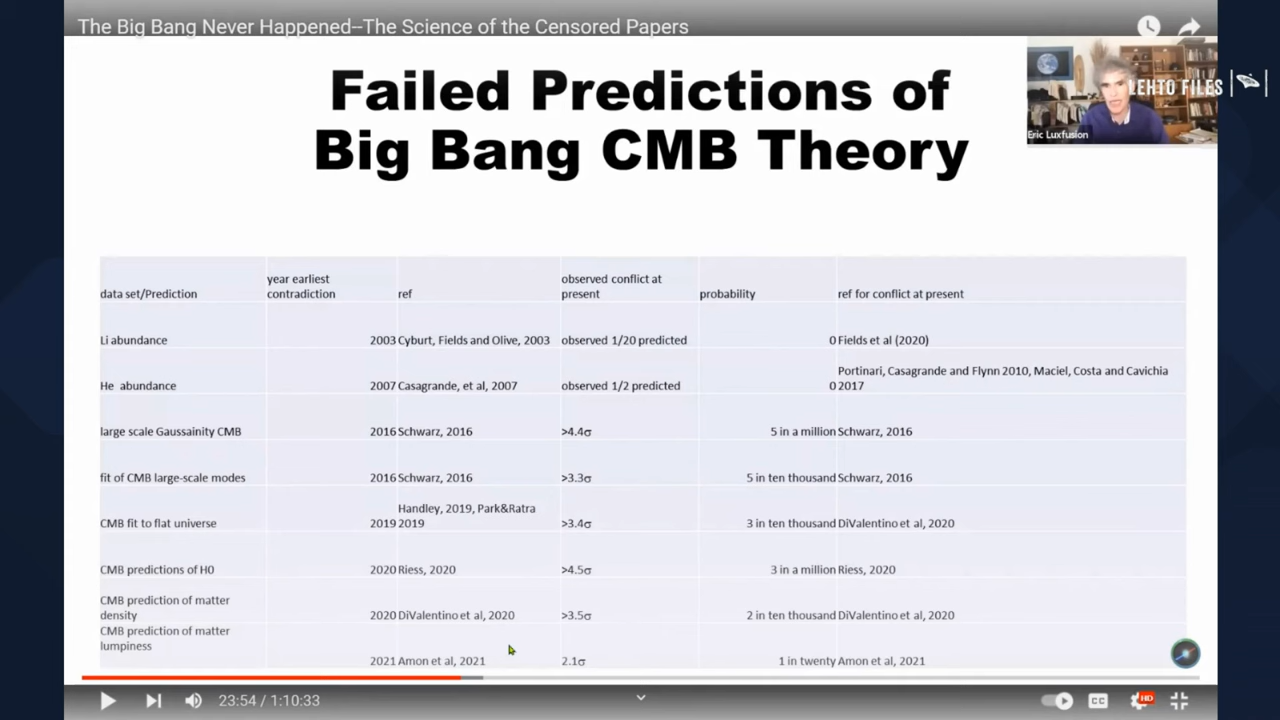 The Big Bang Never Happened--The Science of the Censored Papers
LEHTO FILES
Eric Luxfusion
Failed Predictions of
Big Bang CMB Theory
data set/Prediction year earliest contradiction ref observed conflict at present probability ref for conflict at present
Li abundance 2003 Cyburt, Fields and Olive, 2003 observed 1/20 predicted 0 Fields et al (2020)
He abundance 2007 Casagrande, et al, 2007 observed 1/2 predicted 0 Portinari, Casagrande and Flynn 2010, Maciel, Costa and Cavichia 2017
large scale Gaussainity CMB 2016 Schwarz, 2016 >4.4σ 5 in a million Schwarz, 2016
fit of CMB large-scale modes 2016 Schwarz, 2016 >3.3σ 5 in ten thousand Schwarz, 2016
CMB fit to flat universe 2019 Handley, 2019, Park&Ratra 2019 >3.4σ 3 in ten thousand DiValentino et al, 2020
CMB predictions of H0 2020 Riess, 2020 >4.5σ 3 in a million Riess, 2020
CMB prediction of matter density 2020 DiValentino et al, 2020 >3.5σ 2 in ten thousand DiValentino et al, 2020
CMB prediction of matter lumpiness 2021 Amon et al, 2021 2.1σ 1 in twenty Amon et al, 2021
23:54 / 1:10:33
CC
HD